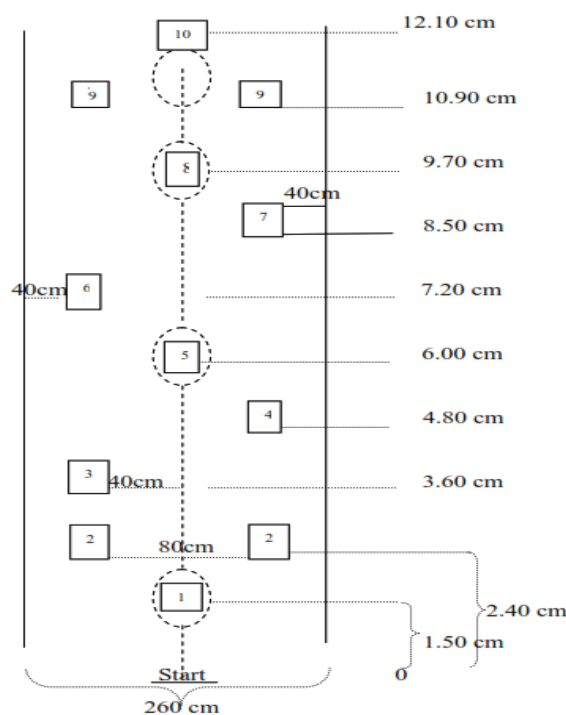 10 12.10 cm
9 9 10.90 cm
8 9.70 cm
40cm
7 8.50 cm
40cm 6 7.20 cm
5 6.00 cm
4 4.80 cm
3 40cm 3.60 cm
2 80cm 2
2.40 cm
1
1.50 cm
Start 0
260 cm